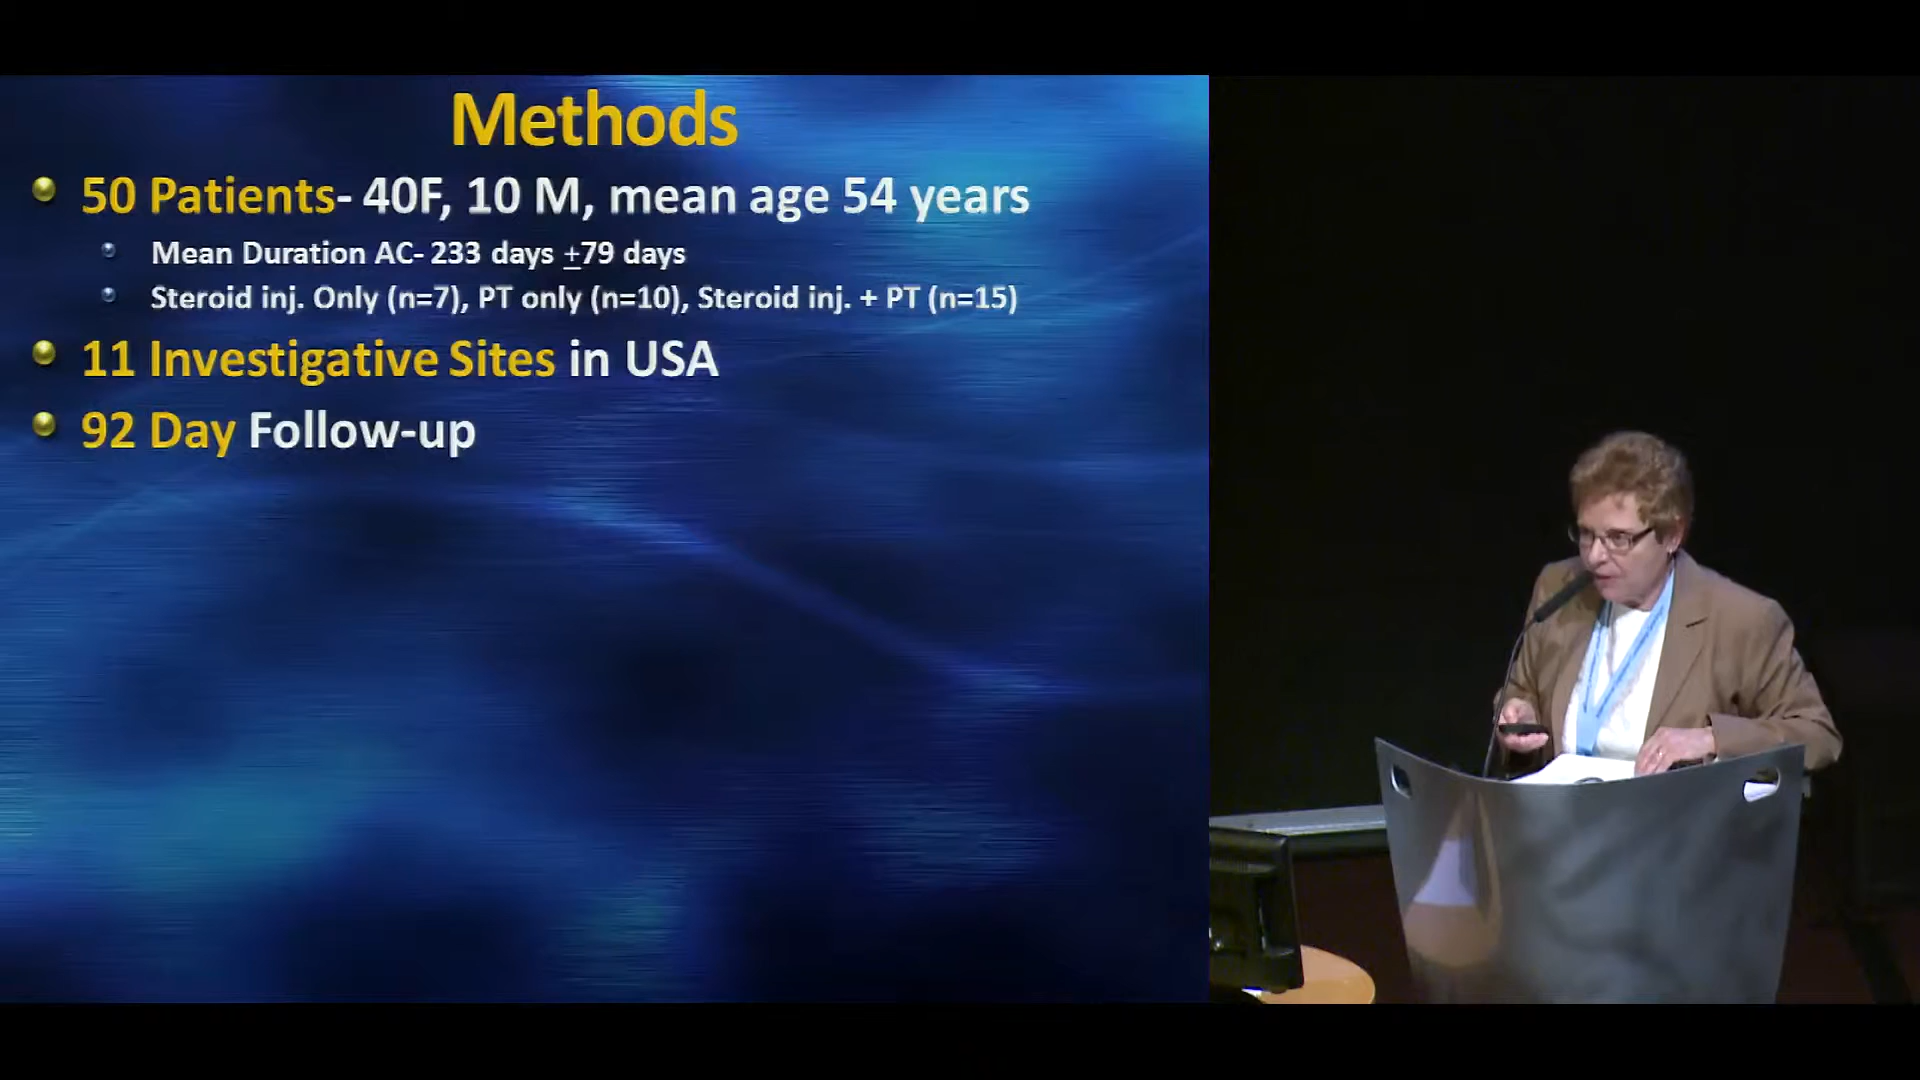 Methods
50 Patients- 40F, 10 M, mean age 54 years
Mean Duration AC- 233 days ±79 days
Steroid inj. Only (n=7), PT only (n=10), Steroid inj. + PT (n=15)
11 Investigative Sites in USA
92 Day Follow-up